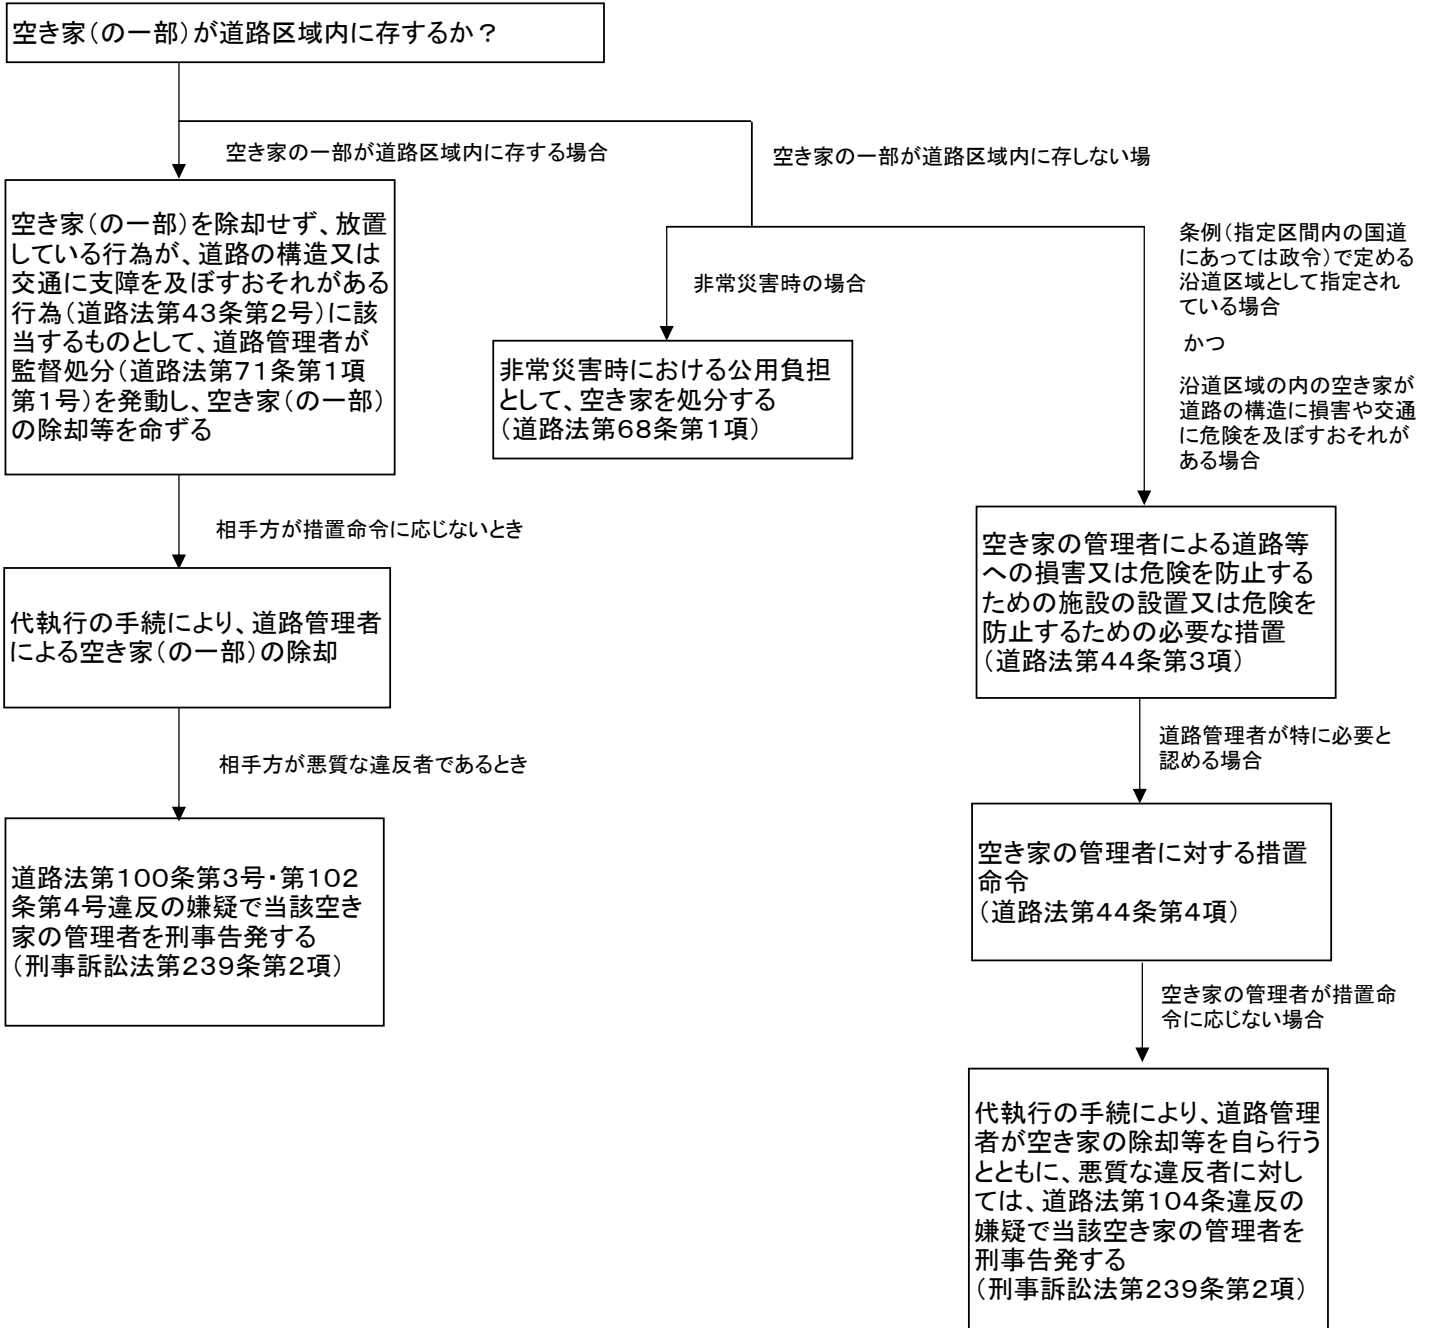 空き家(の一部)が道路区域内に存するか?
空き家の一部が道路区域内に存する場合
空き家の一部が道路区域内に存しない場
空き家(の一部)を除却せず、放置
している行為が、道路の構造又は
交通に支障を及ぼすおそれがある
行為(道路法第43条第2号)に該
当するものとして、道路管理者が
監督処分(道路法第71条第1項
第1号)を発動し、空き家(の一部)
の除却等を命ずる
相手方が措置命令に応じないとき
代執行の手続により、道路管理者
による空き家(の一部)の除却
相手方が悪質な違反者であるとき
道路法第100条第3号・第102
条第4号違反の嫌疑で当該空き
家の管理者を刑事告発する
(刑事訴訟法第239条第2項)
非常災害時の場合
非常災害時における公用負担
として、空き家を処分する
(道路法第68条第1項)
条例(指定区間内の国道
にあっては政令)で定める
沿道区域として指定され
ている場合
かつ
沿道区域の内の空き家が
道路の構造に損害や交通
に危険を及ぼすおそれが
ある場合
空き家の管理者による道路等
への損害又は危険を防止する
ための施設の設置又は危険を
防止するための必要な措置
(道路法第44条第3項)
道路管理者が特に必要と
認める場合
空き家の管理者に対する措置
命令
(道路法第44条第4項)
空き家の管理者が措置命
令に応じない場合
代執行の手続により、道路管理
者が空き家の除却等を自ら行う
とともに、悪質な違反者に対し
ては、道路法第104条違反の
嫌疑で当該空き家の管理者を
刑事告発する
(刑事訴訟法第239条第2項)